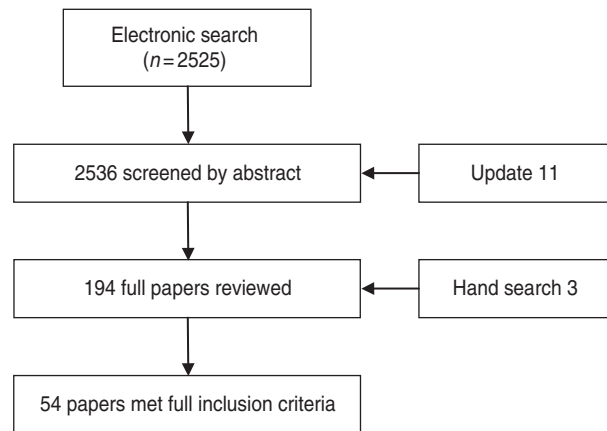 Electronic search
(n=2525)
2536 screened by abstract
Update 11
194 full papers reviewed
Hand search 3
54 papers met full inclusion criteria